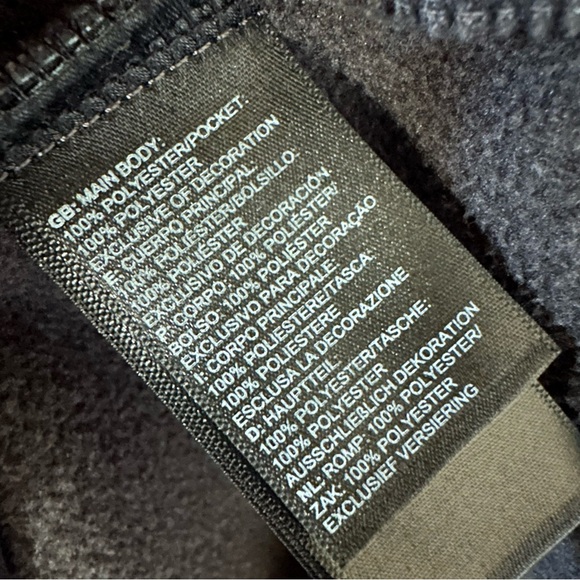 GB: MAIN BODY:
100% POLYESTER/POCKET:
100% POLYESTER
EXCLUSIVE OF DECORATION
E: CUERPO PRINCIPAL
100% POLIÉSTER/BOLSILLO:
100% POLIÉSTER
EXCLUSIVO DE DECORACIÓN
P: CORPO: 100% POLIÉSTER/
BOLSO: 100% POLIÉSTER
EXCLUSIVO PARA DECORAÇÃO
I: CORPO PRINCIPALE:
100% POLIESTERE/TASCA:
100% POLIESTERE
ESCLUSA LA DECORAZIONE
D: HAUPTTEIL
100% POLYESTER/TASCHE:
100% POLYESTER
AUSSCHLIEßLICH DEKORATION
NL: ROMP: 100% POLYESTER/
ZAK: 100% POLYESTER
EXCLUSIEF VERSIERING